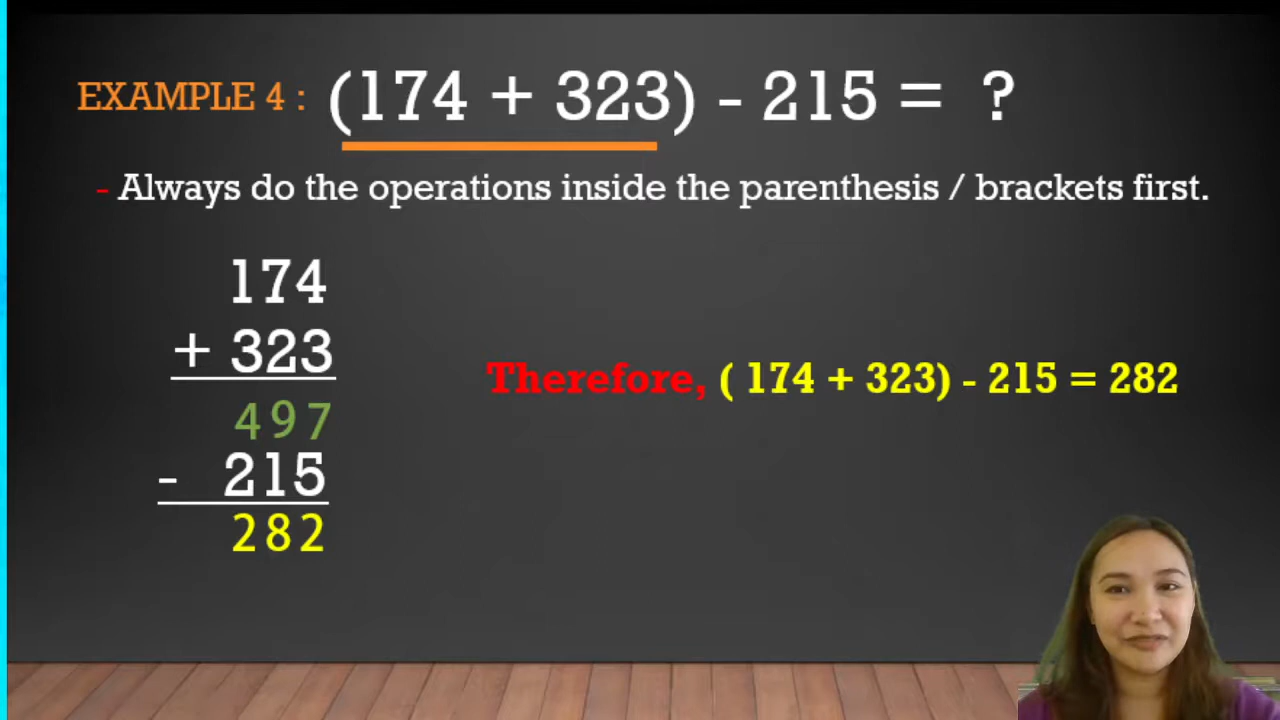 EXAMPLE 4 : (174 + 323) - 215 = ?
- Always do the operations inside the parenthesis / brackets first.
174
+ 323
497
- 215
282
Therefore, ( 174 + 323) - 215 = 282